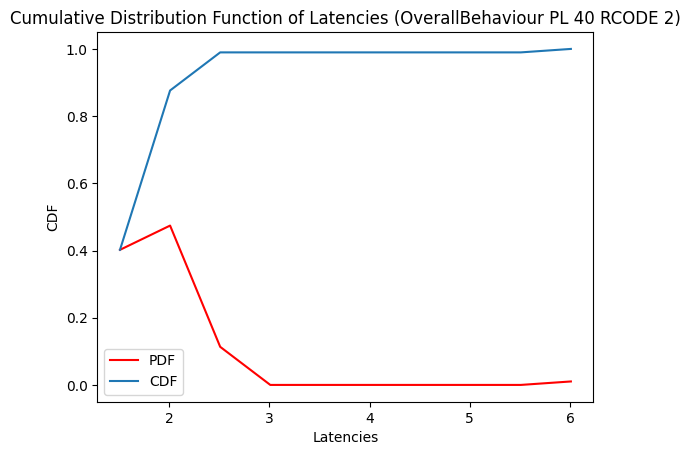 Cumulative Distribution Function of Latencies (OverallBehaviour PL 40 RCODE 2)
1.0
0.8
0.6
0.4
0.2
0.0
CDF
PDF
CDF
2
3
4
5
6
Latencies